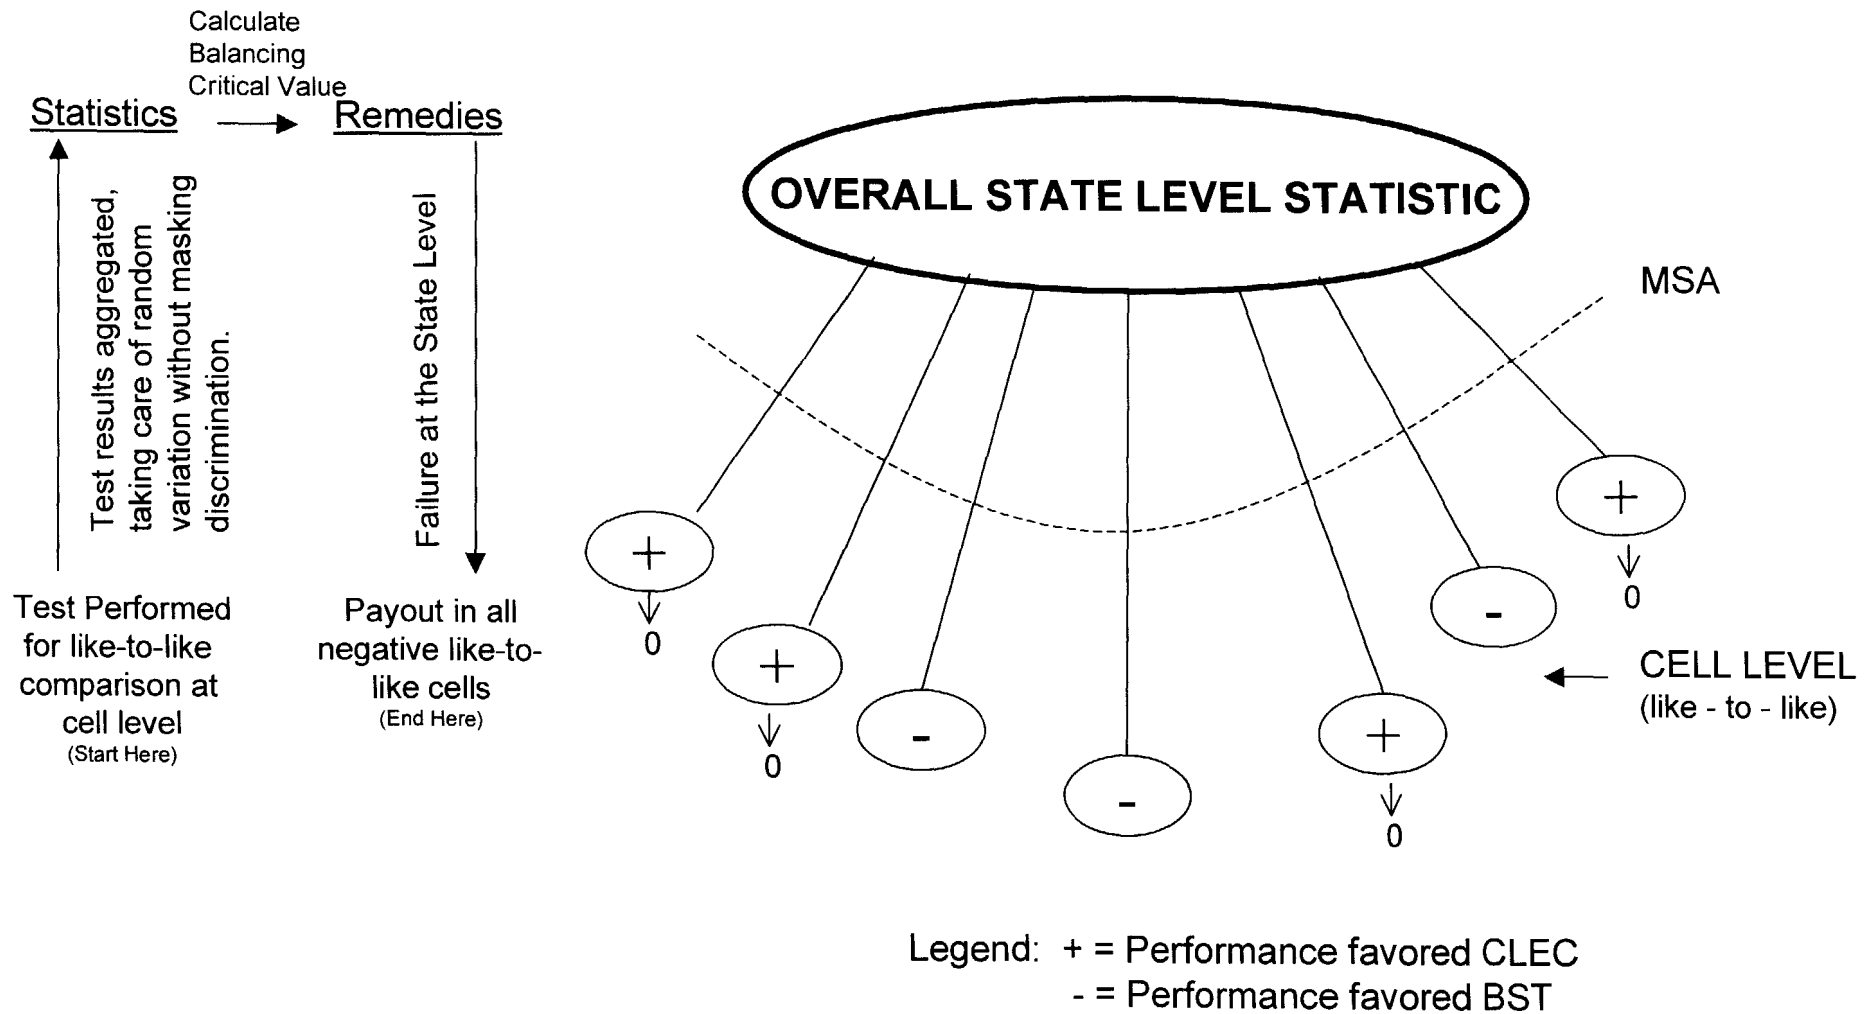 Calculate
Balancing
Critical Value
Statistics
Remedies
Test results aggregated,
taking care of random
variation without masking
discrimination.
Failure at the State Level
Test Performed
for like-to-like
comparison at
cell level
(Start Here)
Payout in all
negative like-to-
like cells
(End Here)
OVERALL STATE LEVEL STATISTIC
MSA
+
0
+
0
-
-
+
0
-
+
0
CELL LEVEL
(like - to - like)
Legend: + = Performance favored CLEC
- = Performance favored BST